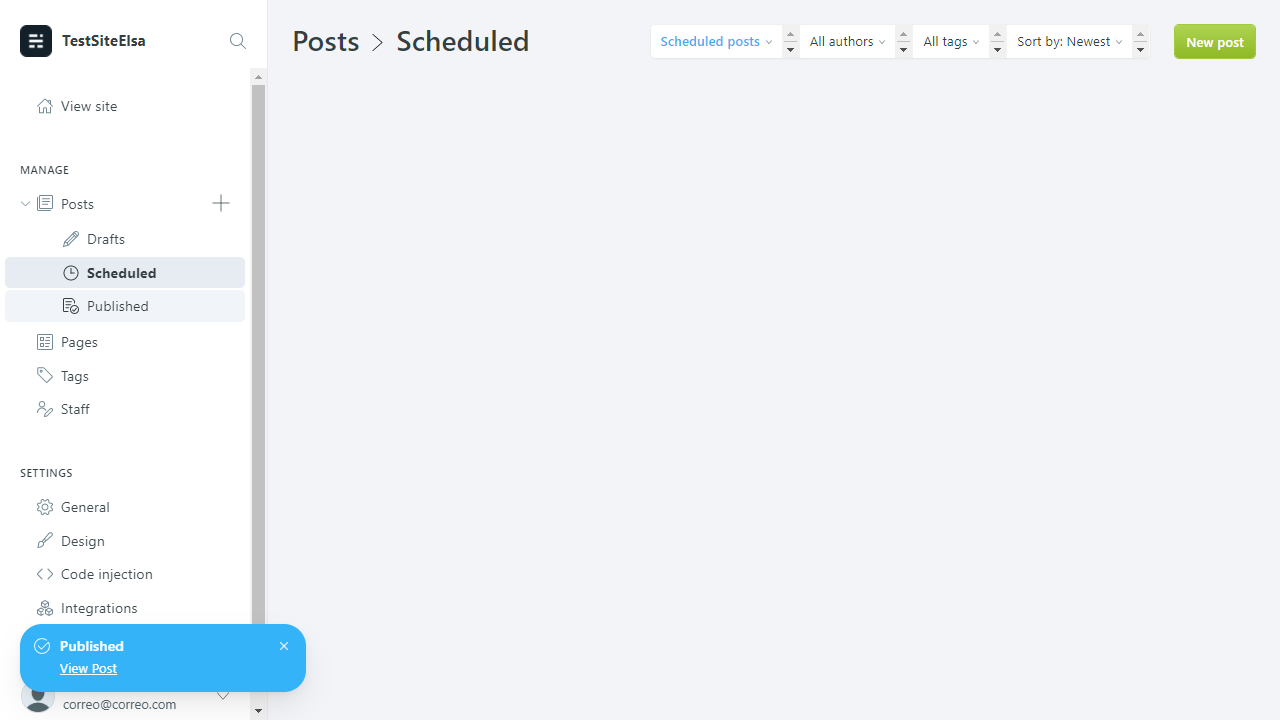 TestSiteElsa
Posts
Scheduled
Scheduled posts
All authors
All tags
Sort by: Newest
New post
View site
MANAGE
Posts
Drafts
Scheduled
Published
Pages
Tags
Staff
SETTINGS
General
Design
Code injection
Integrations
Published
View Post
correo@correo.com